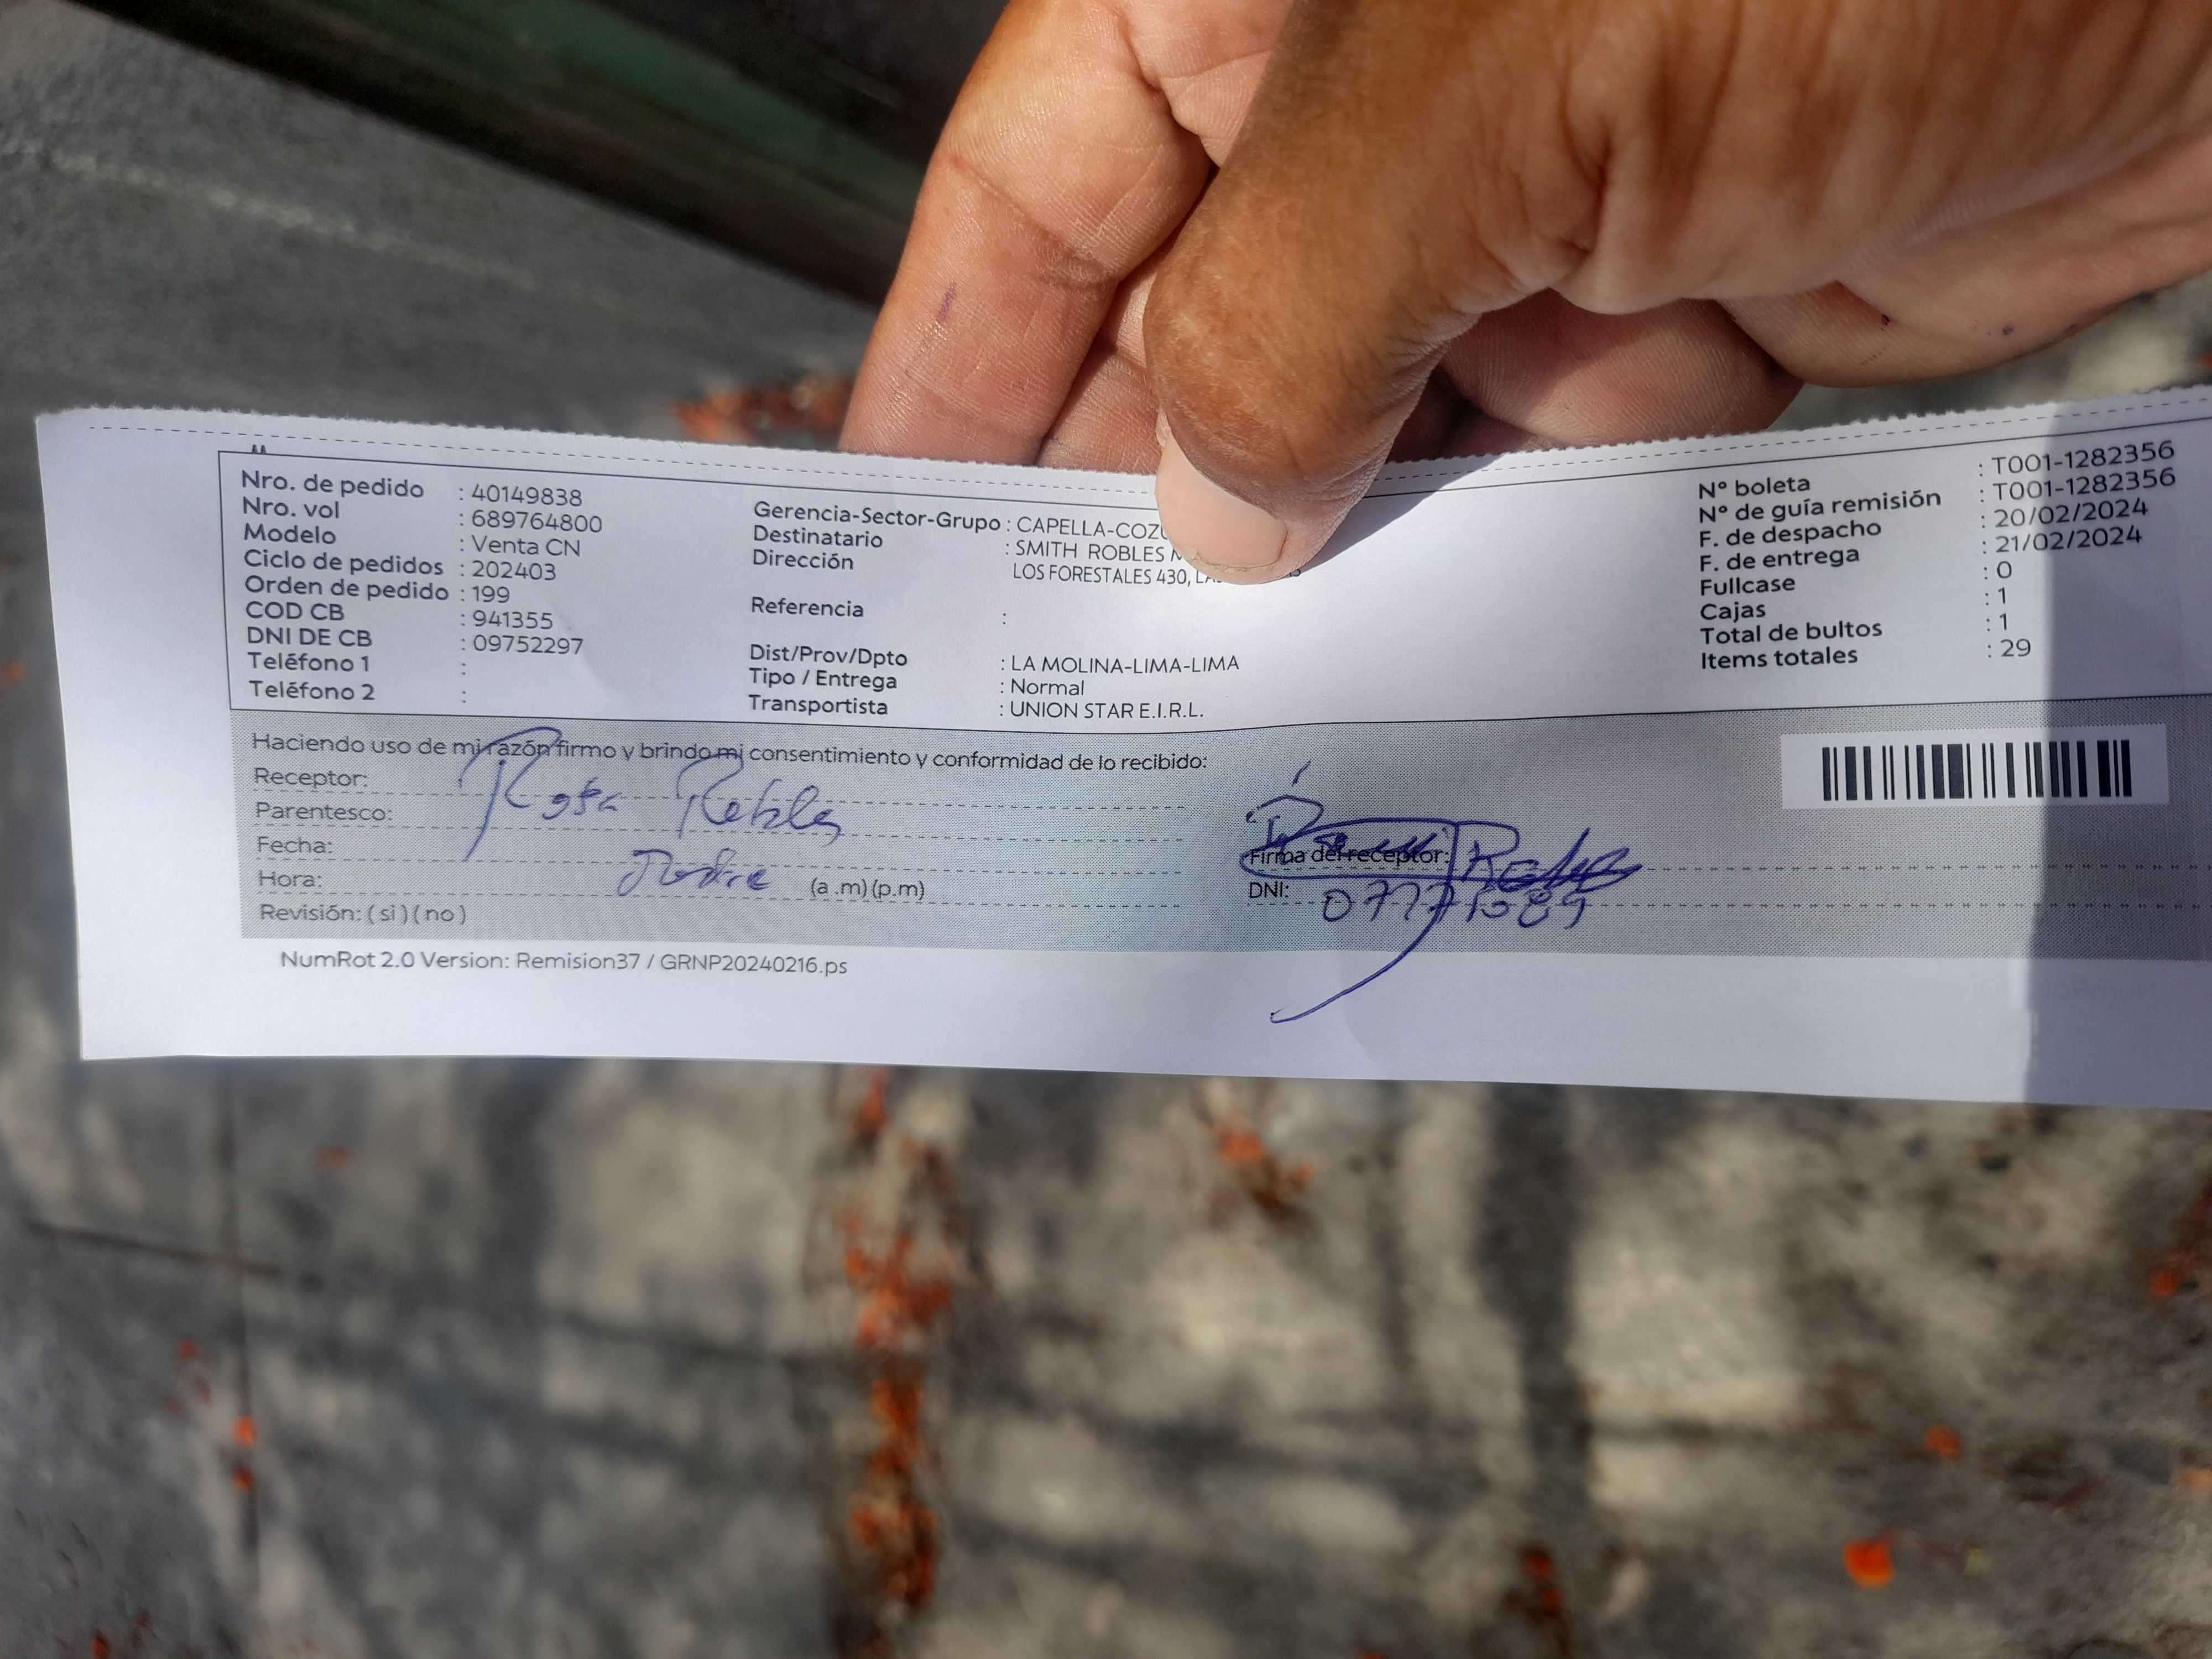 Nro. de pedido : 40149838
Nro. vol : 689764800
Modelo : Venta CN
Ciclo de pedidos : 202403
Orden de pedido : 199
COD CB : 941355
DNI DE CB : 09752297
Teléfono 1 :
Teléfono 2 :
Gerencia-Sector-Grupo : CAPELLA-COZ
Destinatario : SMITH ROBLES
Dirección LOS FORESTALES 430,
Referencia :
Dist/Prov/Dpto : LA MOLINA-LIMA-LIMA
Tipo / Entrega : Normal
Transportista : UNION STAR E.I.R.L.
N° boleta : T001-1282356
N° de guía remisión : T001-1282356
F. de despacho : 20/02/2024
F. de entrega : 21/02/2024
Fullcase : 0
Cajas : 1
Total de bultos : 1
Items totales : 29
Haciendo uso de mi razón firmo y brindo mi consentimiento y conformidad de lo recibido:
Receptor: Rosa Robles
Parentesco:
Fecha:
Hora: (a .m) (p.m)
Revisión: ( si ) ( no )
Robles
Firma del receptor:
DNI:
NumRot 2.0 Version: Remision37 / GRNP20240216.ps